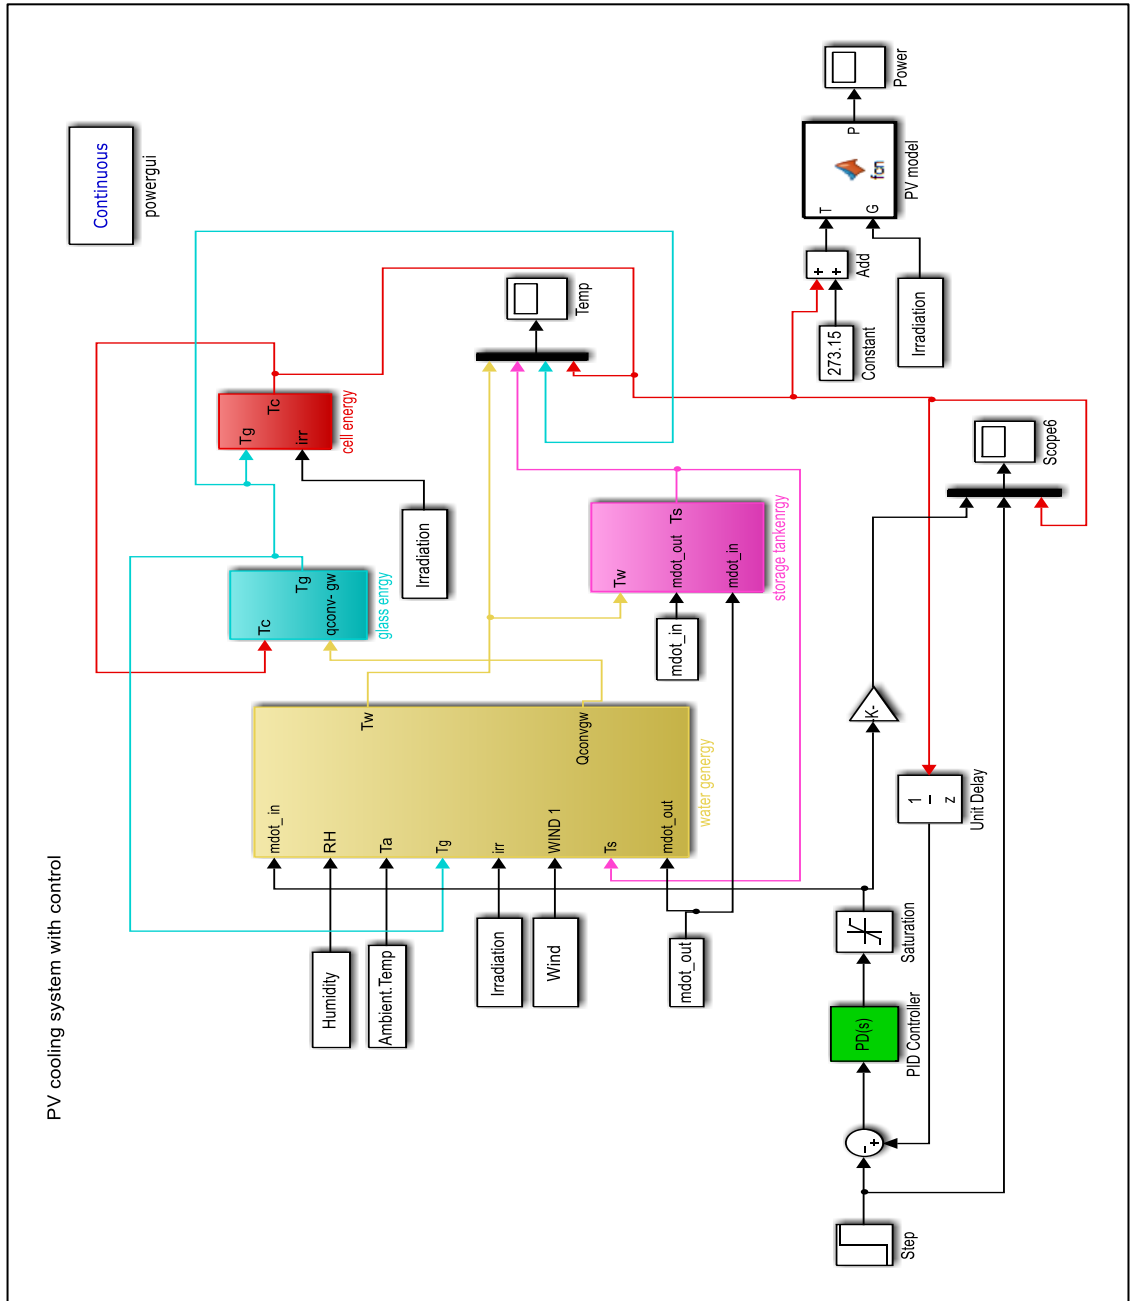 PV cooling system with control
Continuous
powergui
Humidity
Ambient.Temp
Irradiation
Wind
mdot_out
mdot_in
RH
Ta
Tg
irr
WIND 1
Ts
mdot_out
Tw
Qconvgw
water genergy
Tc
qconv- gw
Tg
glass enrgy
Irradiation
Tg
irr
Tc
cell energy
Temp
mdot_in
Tw
mdot_out
mdot_in
Ts
storage tankenrgy
Step
-
+
PD(s)
PID Controller
Saturation
K-
1
z
Unit Delay
Scope6
273.15
Constant
Irradiation
+
+
Add
T
G
P
fcn
PV model
Power